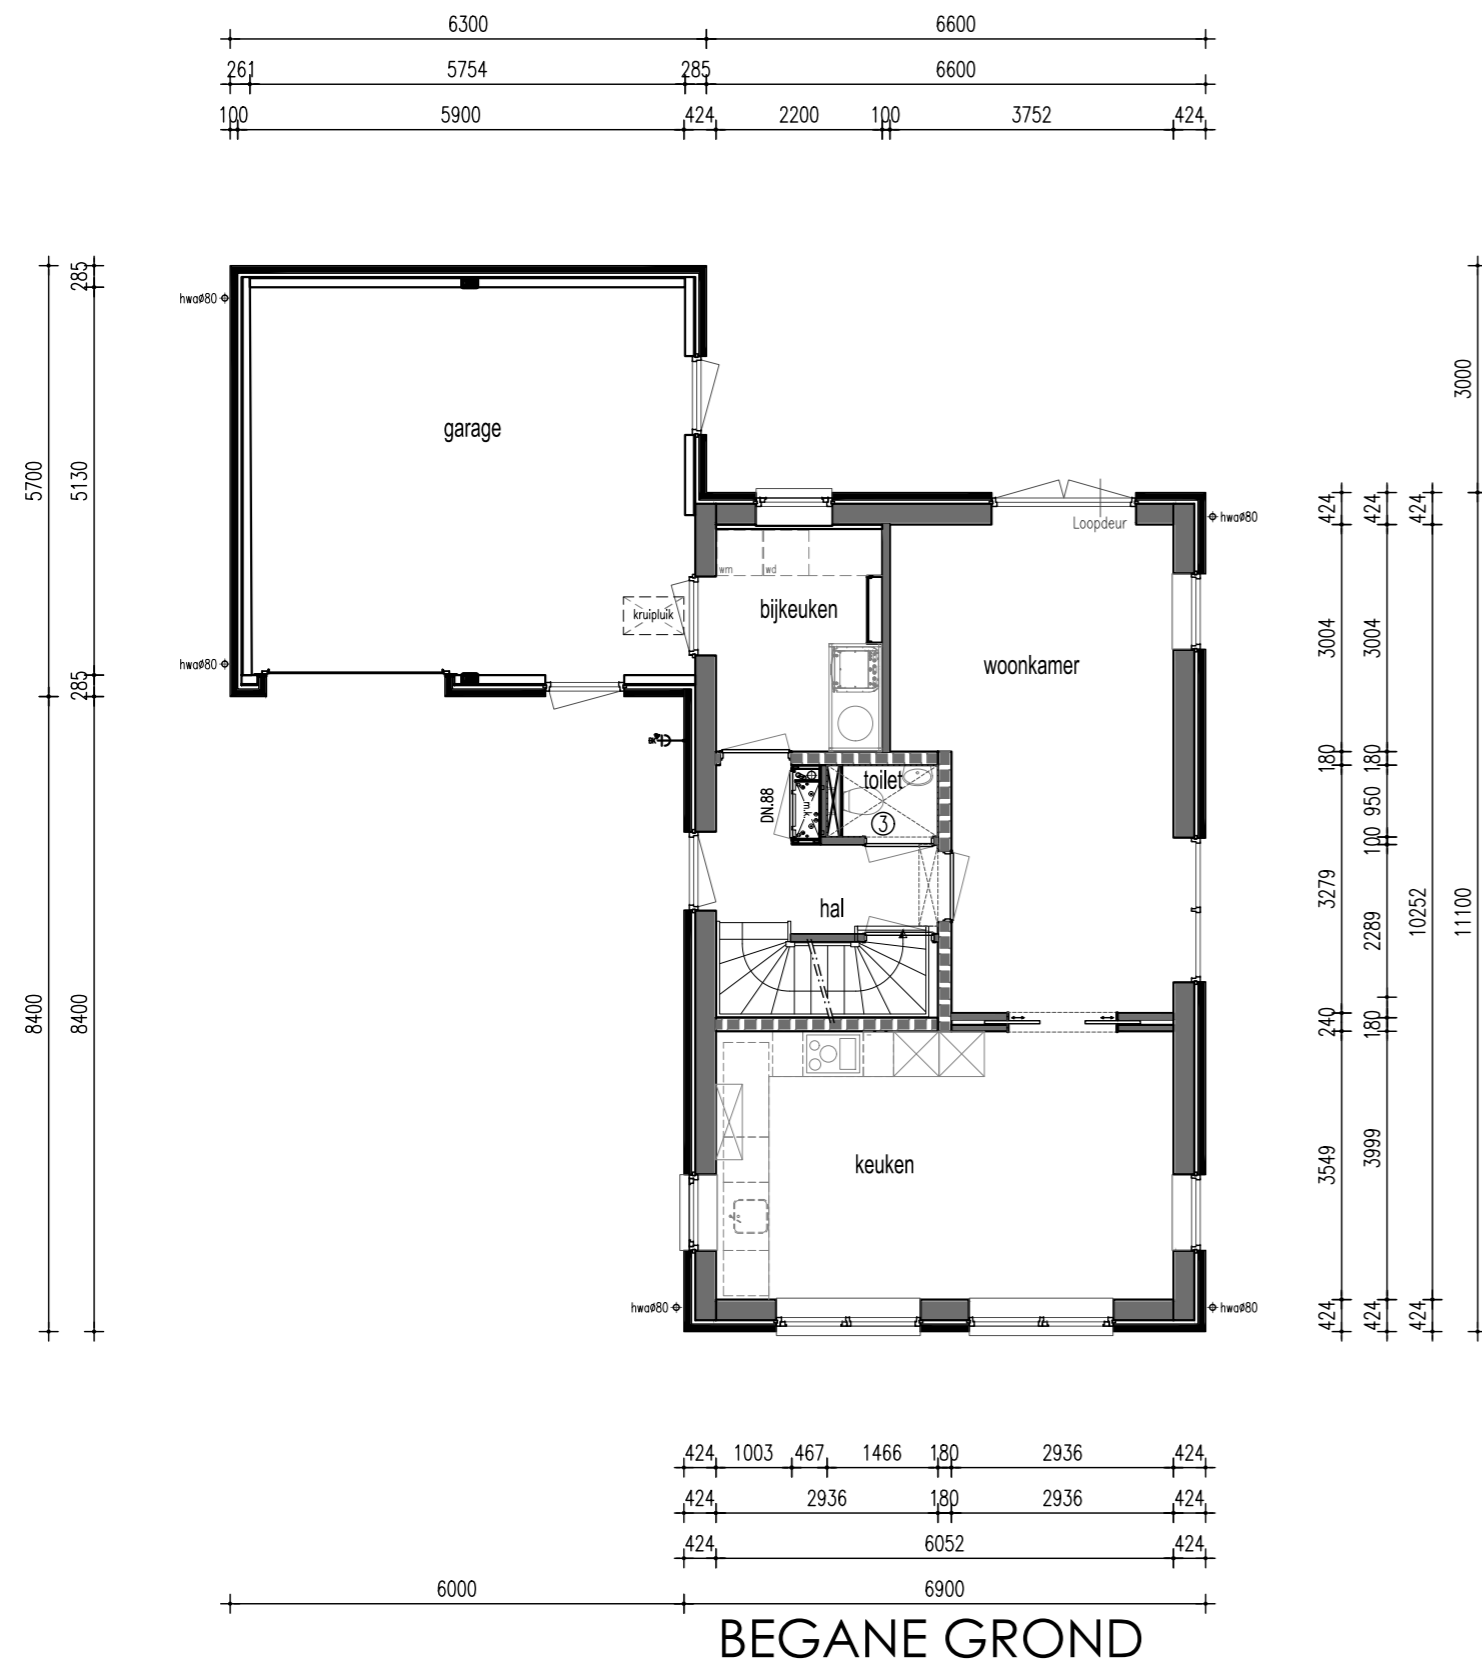 6300 6600
261 5754 285 6600
100 5900 424 2200 100 3752 424
285
5700
5130
285
8400
8400
hwaø80
hwaø80
garage
kruipluik
wm wd
bijkeuken
Loopdeur
hwaø80
woonkamer
toilet
3
m.k.
DN.88
hal
keuken
hwaø80
hwaø80
3000
424 424 424
3004 3004
180 180
950
100
3279
2289
10252
11100
240 180
3549 3999
424 424 424
424 1003 467 1466 180 2936 424
424 2936 180 2936 424
424 6052 424
6000 6900
BEGANE GROND